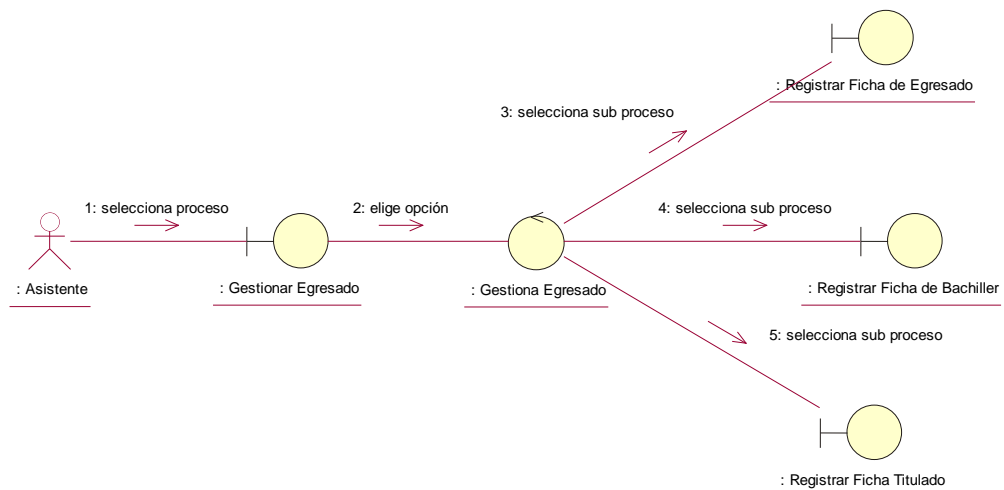 : Registrar Ficha de Egresado
3: selecciona sub proceso
1: selecciona proceso
2: elige opción
4: selecciona sub proceso
: Asistente
: Gestionar Egresado
: Gestiona Egresado
: Registrar Ficha de Bachiller
5: selecciona sub proceso
: Registrar Ficha Titulado